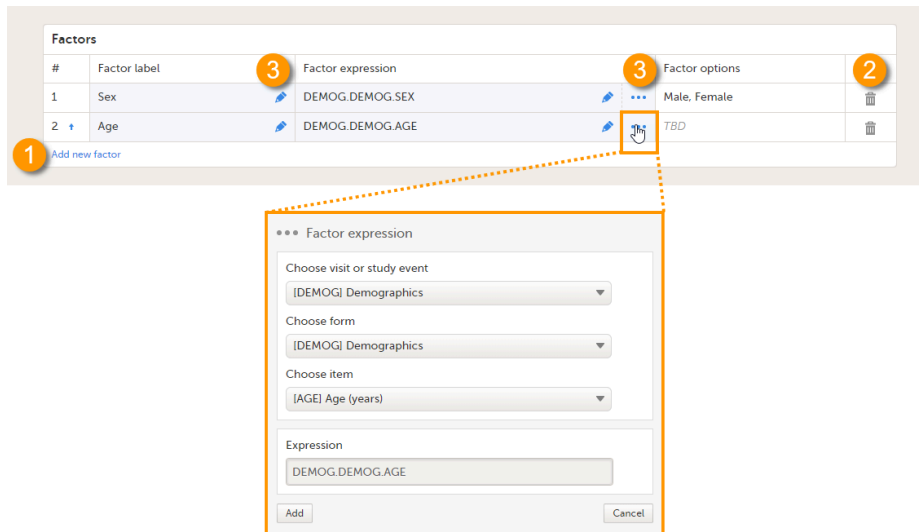 Factors
# Factor label 3 Factor expression 3 Factor options 2
1 Sex DEMOG.DEMOG.SEX Male, Female
2 Age DEMOG.DEMOG.AGE TBD
1 Add new factor
Factor expression
Choose visit or study event
[DEMOG] Demographics
Choose form
[DEMOG] Demographics
Choose item
[AGE] Age (years)
Expression
DEMOG.DEMOG.AGE
Add Cancel